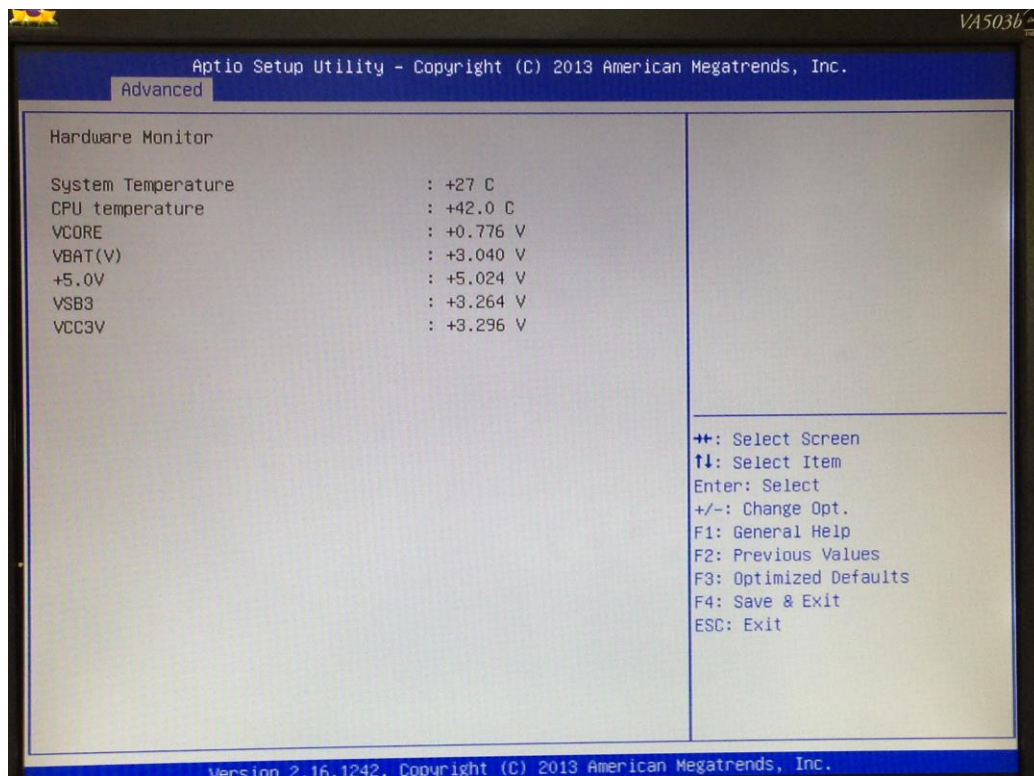 VA503b
Aptio Setup Utility - Copyright (C) 2013 American Megatrends, Inc.
Advanced
Hardware Monitor
System Temperature : +27 C
CPU temperature : +42.0 C
VCORE : +0.776 V
VBAT(V) : +3.040 V
+5.0V : +5.024 V
VSB3 : +3.264 V
VCC3V : +3.296 V
→←: Select Screen
↑↓: Select Item
Enter: Select
+/-: Change Opt.
F1: General Help
F2: Previous Values
F3: Optimized Defaults
F4: Save & Exit
ESC: Exit
Version 2.16.1242. Copyright (C) 2013 American Megatrends, Inc.